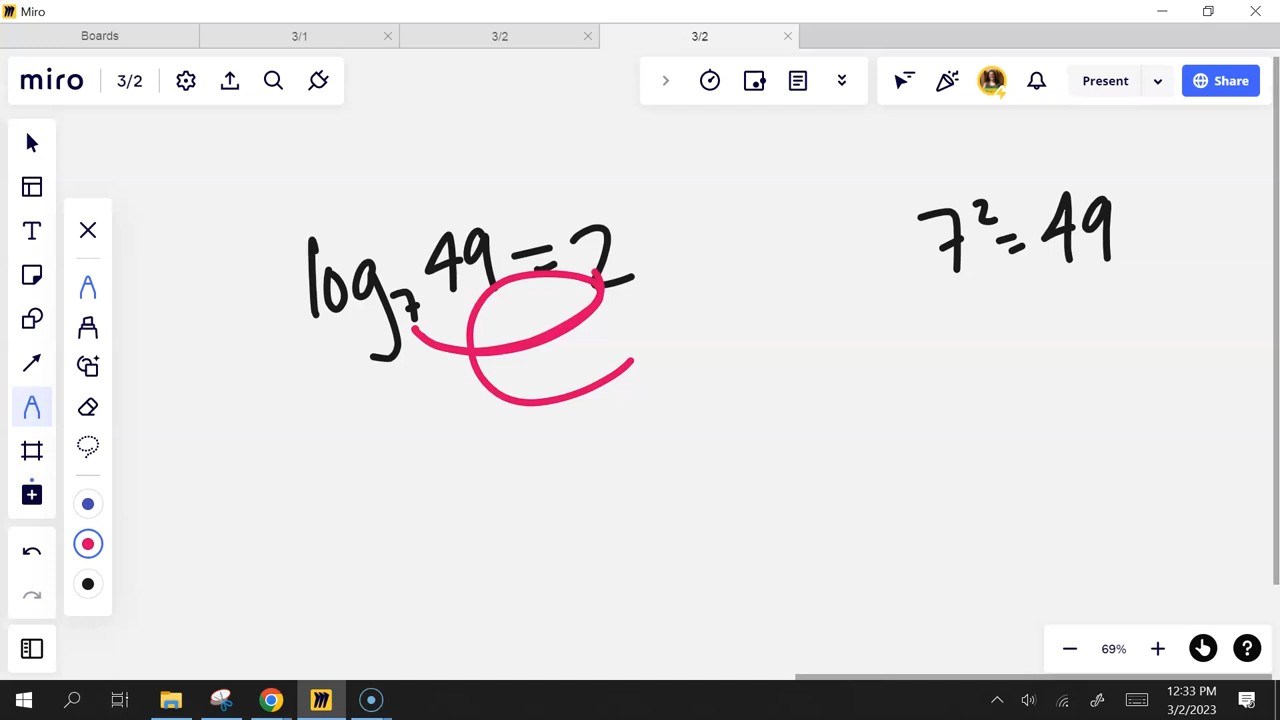 Miro
Boards 3/1 3/2 3/2
miro 3/2 Present Share
log₇ 49 = 2 7² = 49
T
69% ?
12:33 PM
3/2/2023